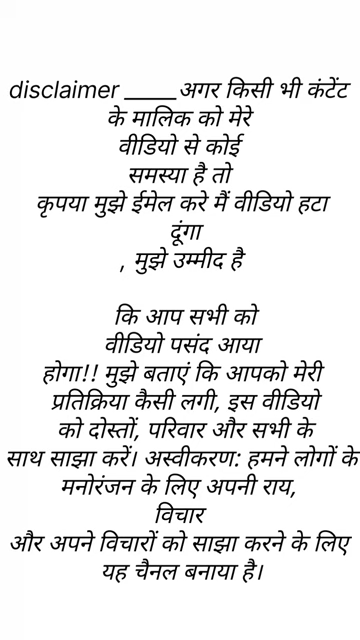 disclaimer _____अगर किसी भी कंटेंट
के मालिक को मेरे
वीडियो से कोई
समस्या है तो
कृपया मुझे ईमेल करे मैं वीडियो हटा
दूंगा
, मुझे उम्मीद है
कि आप सभी को
वीडियो पसंद आया
होगा!! मुझे बताएं कि आपको मेरी
प्रतिक्रिया कैसी लगी, इस वीडियो
को दोस्तों, परिवार और सभी के
साथ साझा करें। अस्वीकरण: हमने लोगों के
मनोरंजन के लिए अपनी राय,
विचार
और अपने विचारों को साझा करने के लिए
यह चैनल बनाया है।